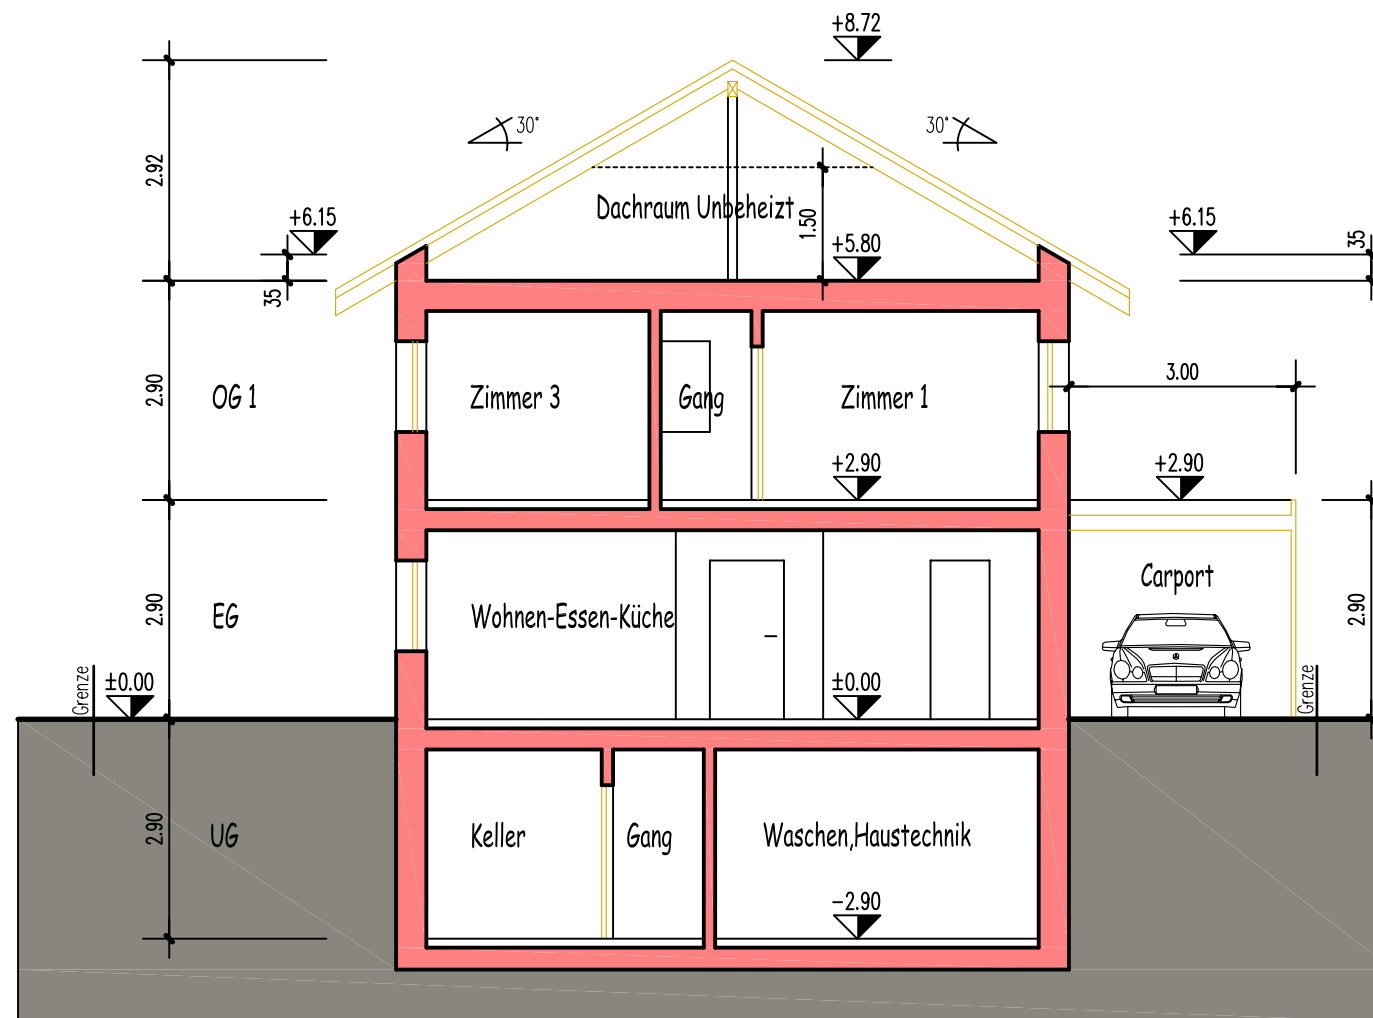 +8.72
30°
30°
2.92
Dachraum Unbeheizt
1.50
+6.15
+6.15
35
35
+5.80
OG 1
2.90
Zimmer 3
Gang
Zimmer 1
3.00
+2.90
+2.90
EG
2.90
Wohnen-Essen-Küche
Carport
2.90
Grenze
±0.00
±0.00
Grenze
UG
2.90
Keller
Gang
Waschen,Haustechnik
-2.90